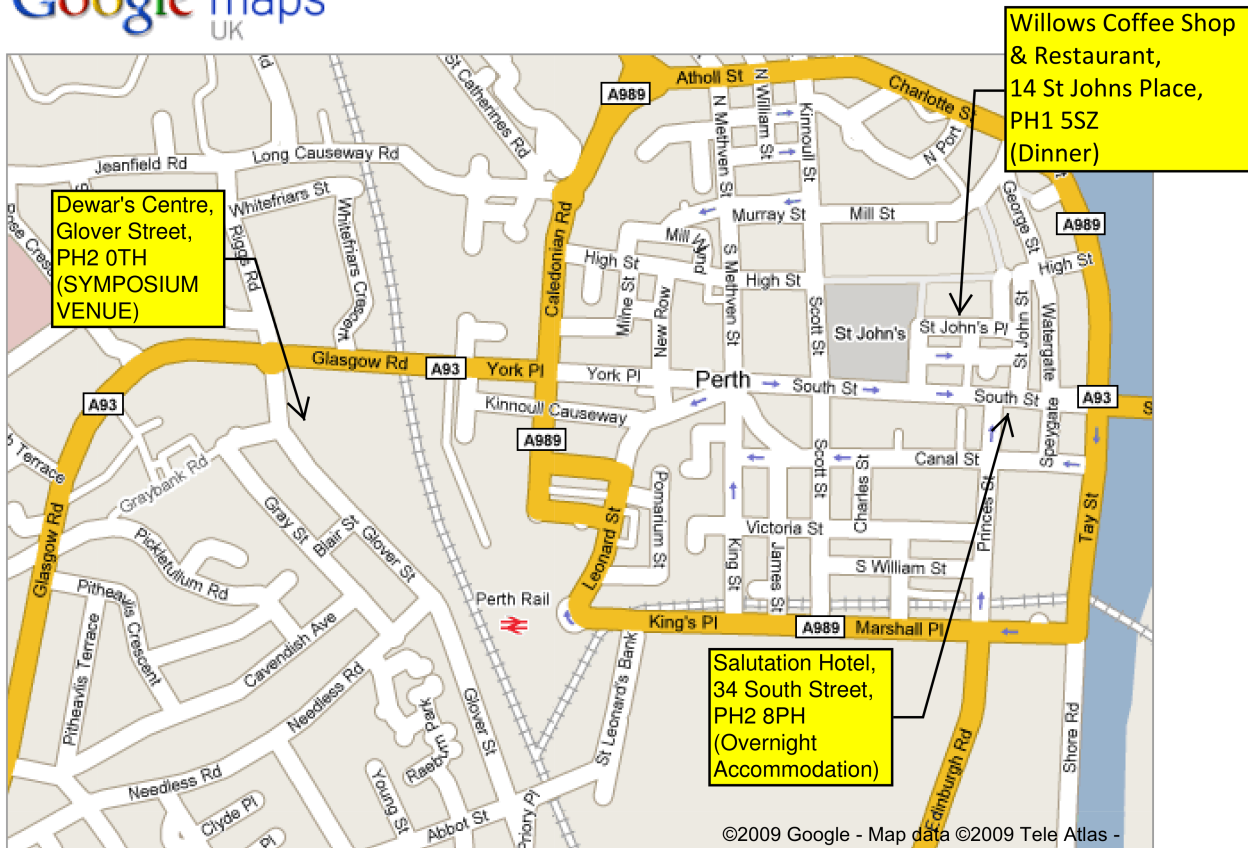 Google maps
UK
Willows Coffee Shop
& Restaurant,
14 St Johns Place,
PH1 5SZ
(Dinner)
Dewar's Centre,
Glover Street,
PH2 0TH
(SYMPOSIUM
VENUE)
Salutation Hotel,
34 South Street,
PH2 8PH
(Overnight
Accommodation)
Atholl St
A989
Charlotte St
St Catherines Rd
Rd
N William St
N Methven St
Kinnoull St
N Port
Jeanfield Rd
Long Causeway Rd
Whitefriars St
Whitefriars Crescent
Riggs Rd
Caledonian Rd
Murray St
Mill St
Mill Wynd
George St
A989
High St
High St
High St
Milne St
New Row
S Methven St
Scott St
St John's
St John's Pl
St John St
Watergate
Glasgow Rd
A93
York Pl
York Pl
Perth
South St
South St
A93
S
A93
Kinnoull Causeway
A989
Speygate
Canal St
Scott St
Charles St
Princes St
Tay St
Terrace
Graybank Rd
Gray St
Blair St
Glover St
Glasgow Rd
Pickletullum Rd
Pomarium St
Leonard St
Victoria St
King St
James St
S William St
Pitheavlis Crescent
Pitheavlis Terrace
Perth Rail
King's Pl
A989
Marshall Pl
Cavendish Ave
Needless Rd
Needless Rd
Glover St
St Leonard's Bank
Raeburn Park
Young St
Clyde Pl
Pl
Abbot St
Priory Pl
Edinburgh Rd
Shore Rd
©2009 Google - Map data ©2009 Tele Atlas -